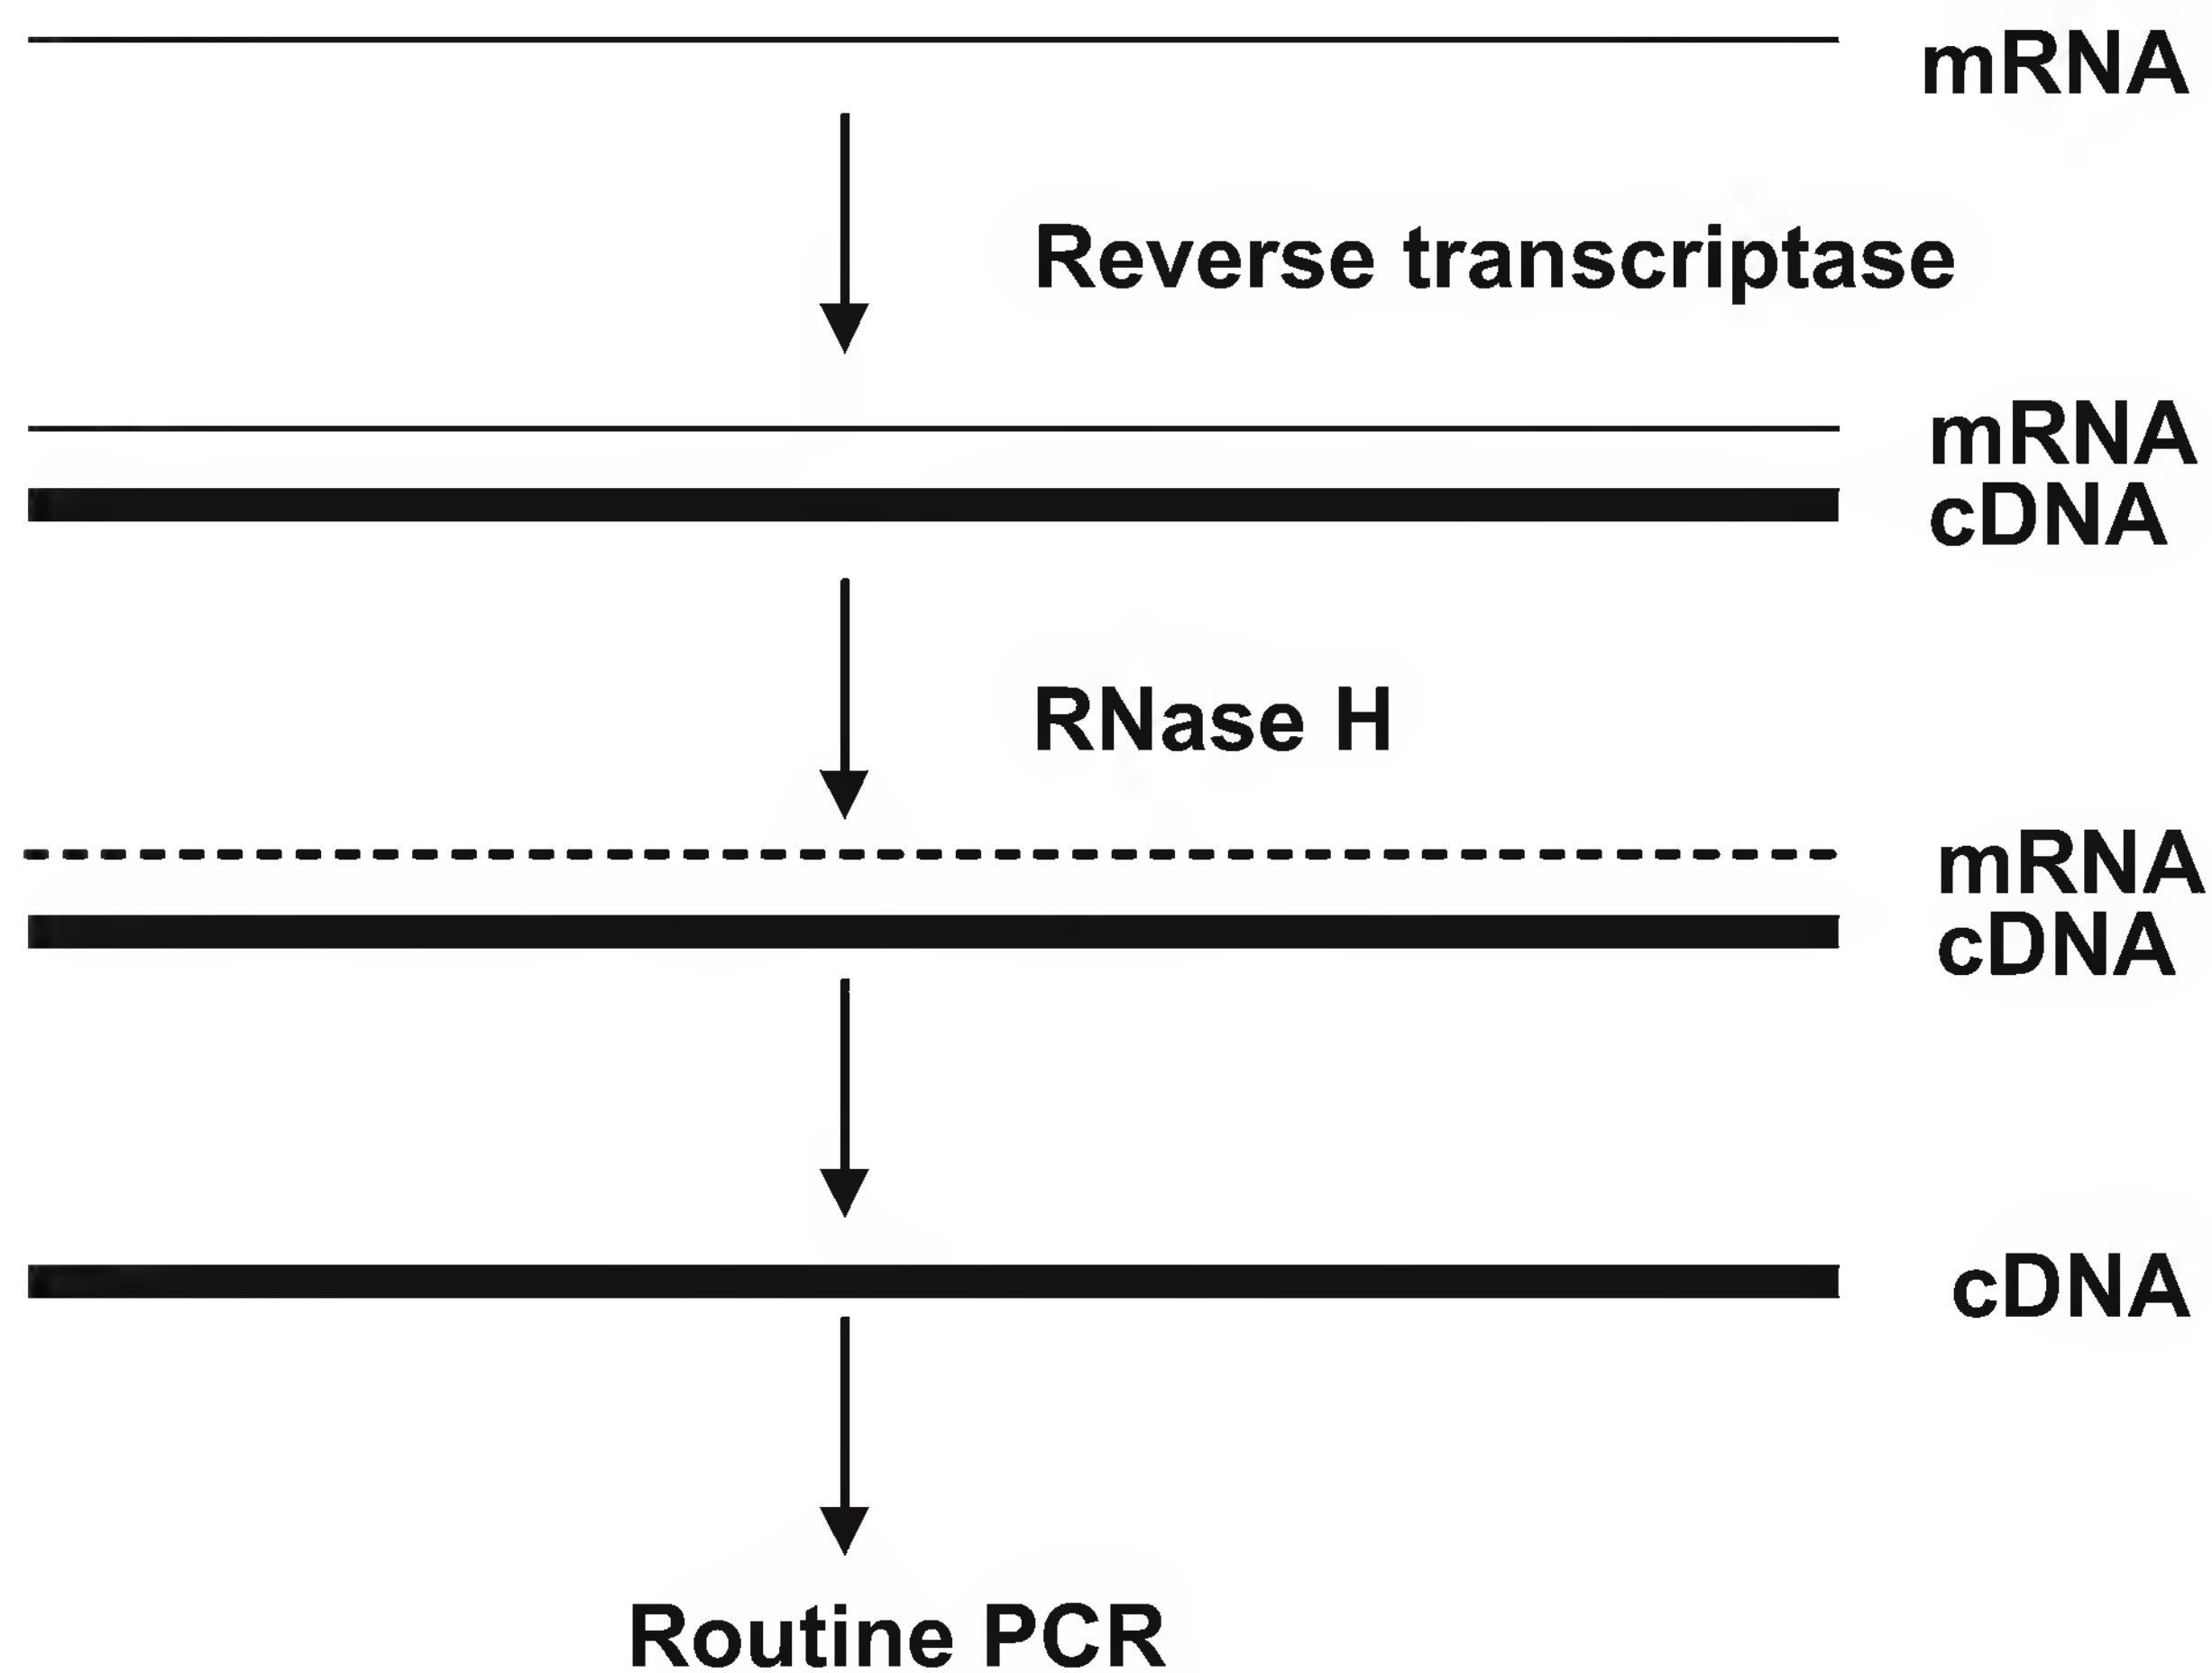 mRNA
Reverse transcriptase
mRNA
cDNA
RNase H
mRNA
cDNA
cDNA
Routine PCR